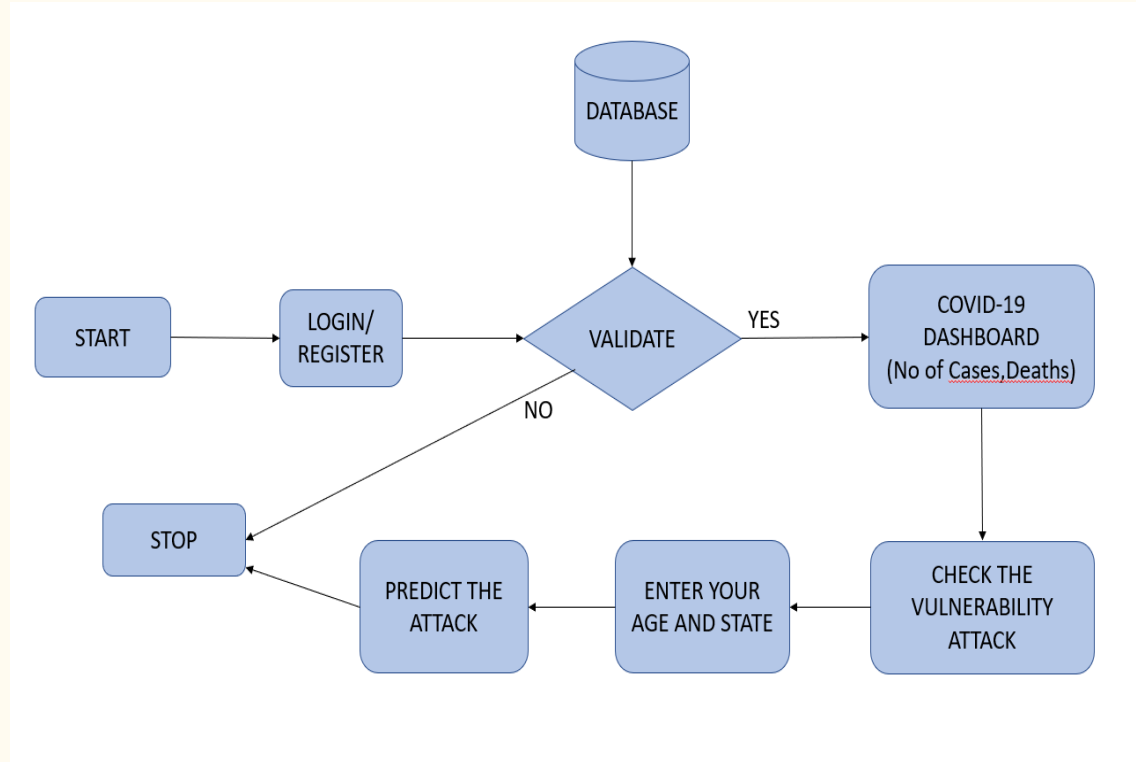 DATABASE
START
LOGIN/
REGISTER
VALIDATE
YES
COVID-19
DASHBOARD
(No of Cases,Deaths)
NO
STOP
PREDICT THE
ATTACK
ENTER YOUR
AGE AND STATE
CHECK THE
VULNERABILITY
ATTACK